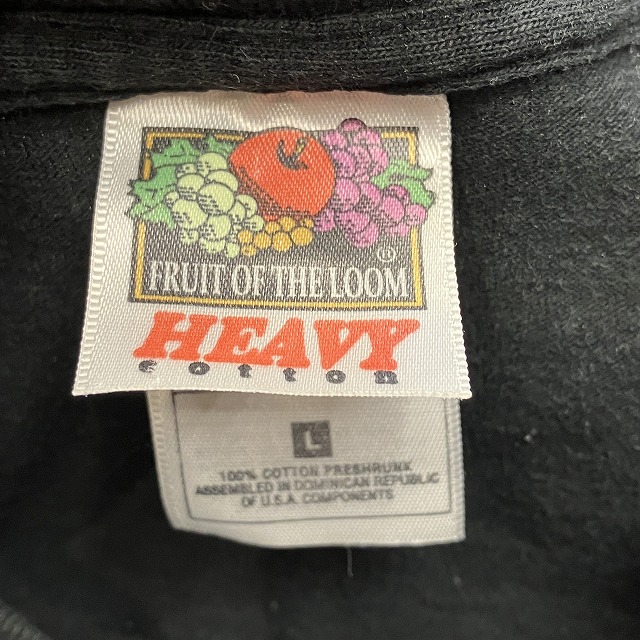 FRUIT OF THE LOOM
®
HEAVY
cotton
L
100% COTTON PRESHRUNK
ASSEMBLED IN DOMINICAN REPUBLIC
OF U.S.A. COMPONENTS